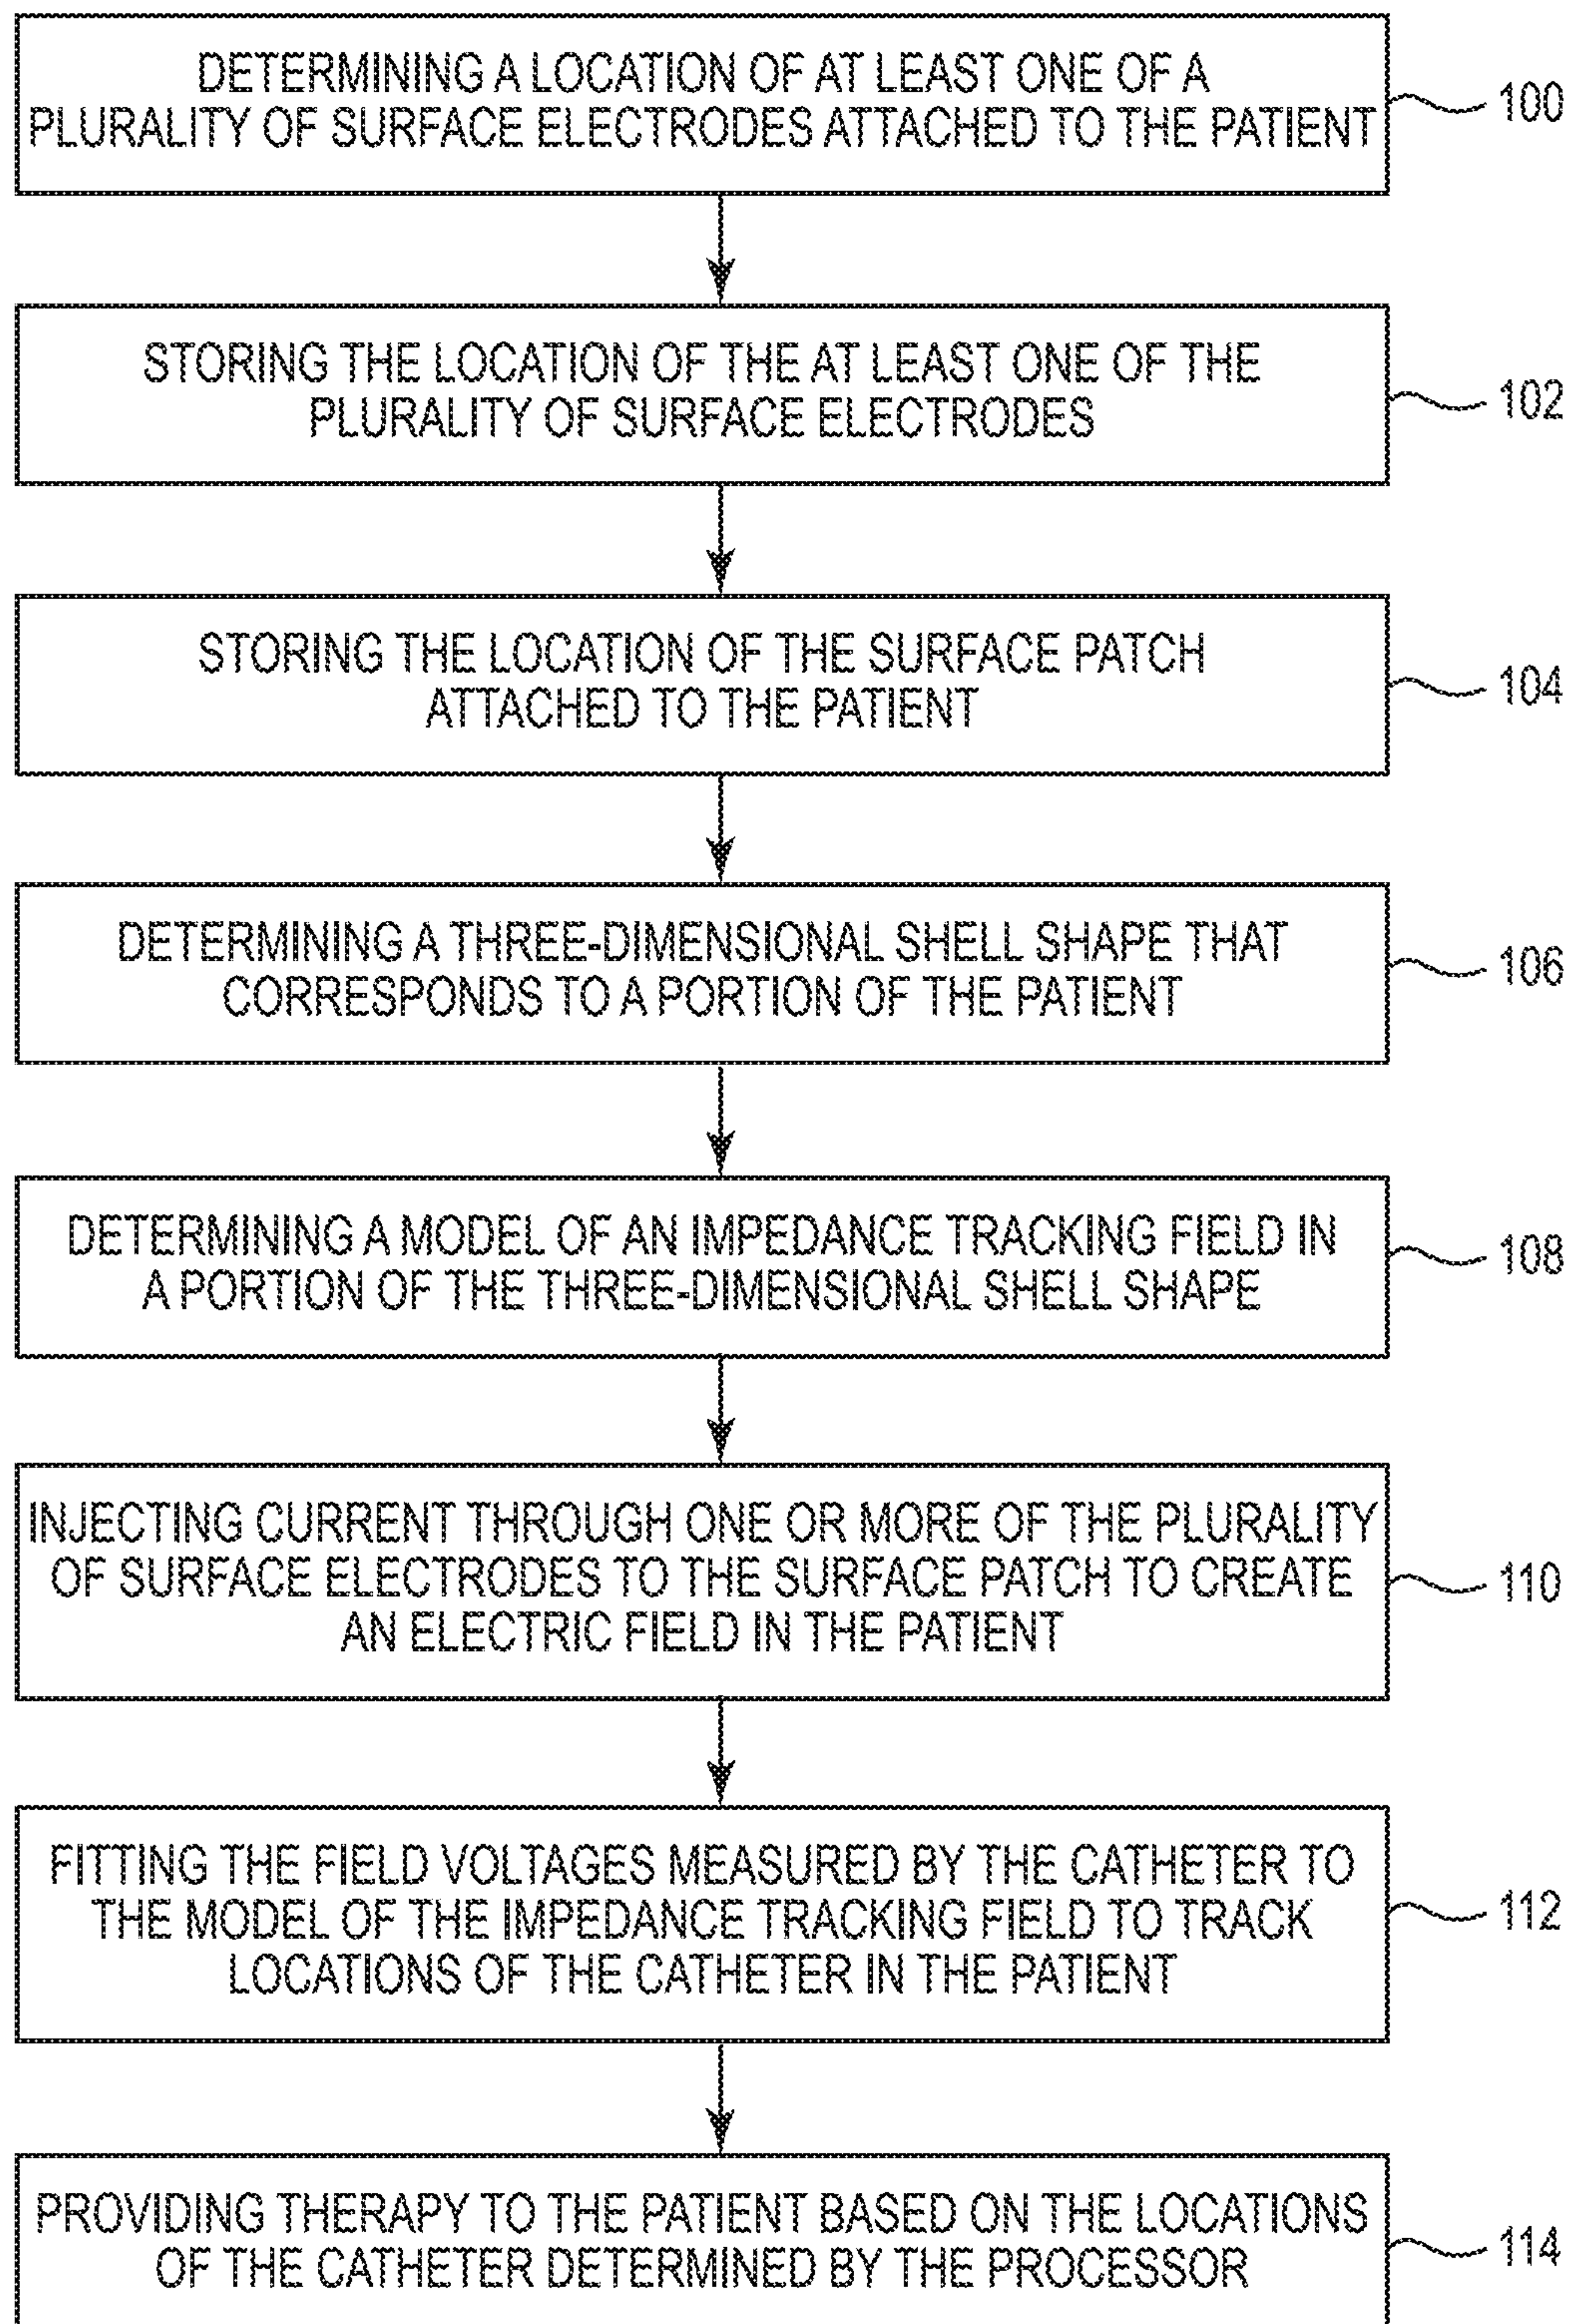 DETERMINING A LOCATION OF AT LEAST ONE OF A
PLURALITY OF SURFACE ELECTRODES ATTACHED TO THE PATIENT
100
STORING THE LOCATION OF THE AT LEAST ONE OF THE
PLURALITY OF SURFACE ELECTRODES
102
STORING THE LOCATION OF THE SURFACE PATCH
ATTACHED TO THE PATIENT
104
DETERMINING A THREE-DIMENSIONAL SHELL SHAPE THAT
CORRESPONDS TO A PORTION OF THE PATIENT
106
DETERMINING A MODEL OF AN IMPEDANCE TRACKING FIELD IN
A PORTION OF THE THREE-DIMENSIONAL SHELL SHAPE
108
INJECTING CURRENT THROUGH ONE OR MORE OF THE PLURALITY
OF SURFACE ELECTRODES TO THE SURFACE PATCH TO CREATE
AN ELECTRIC FIELD IN THE PATIENT
110
FITTING THE FIELD VOLTAGES MEASURED BY THE CATHETER TO
THE MODEL OF THE IMPEDANCE TRACKING FIELD TO TRACK
LOCATIONS OF THE CATHETER IN THE PATIENT
112
PROVIDING THERAPY TO THE PATIENT BASED ON THE LOCATIONS
OF THE CATHETER DETERMINED BY THE PROCESSOR
114